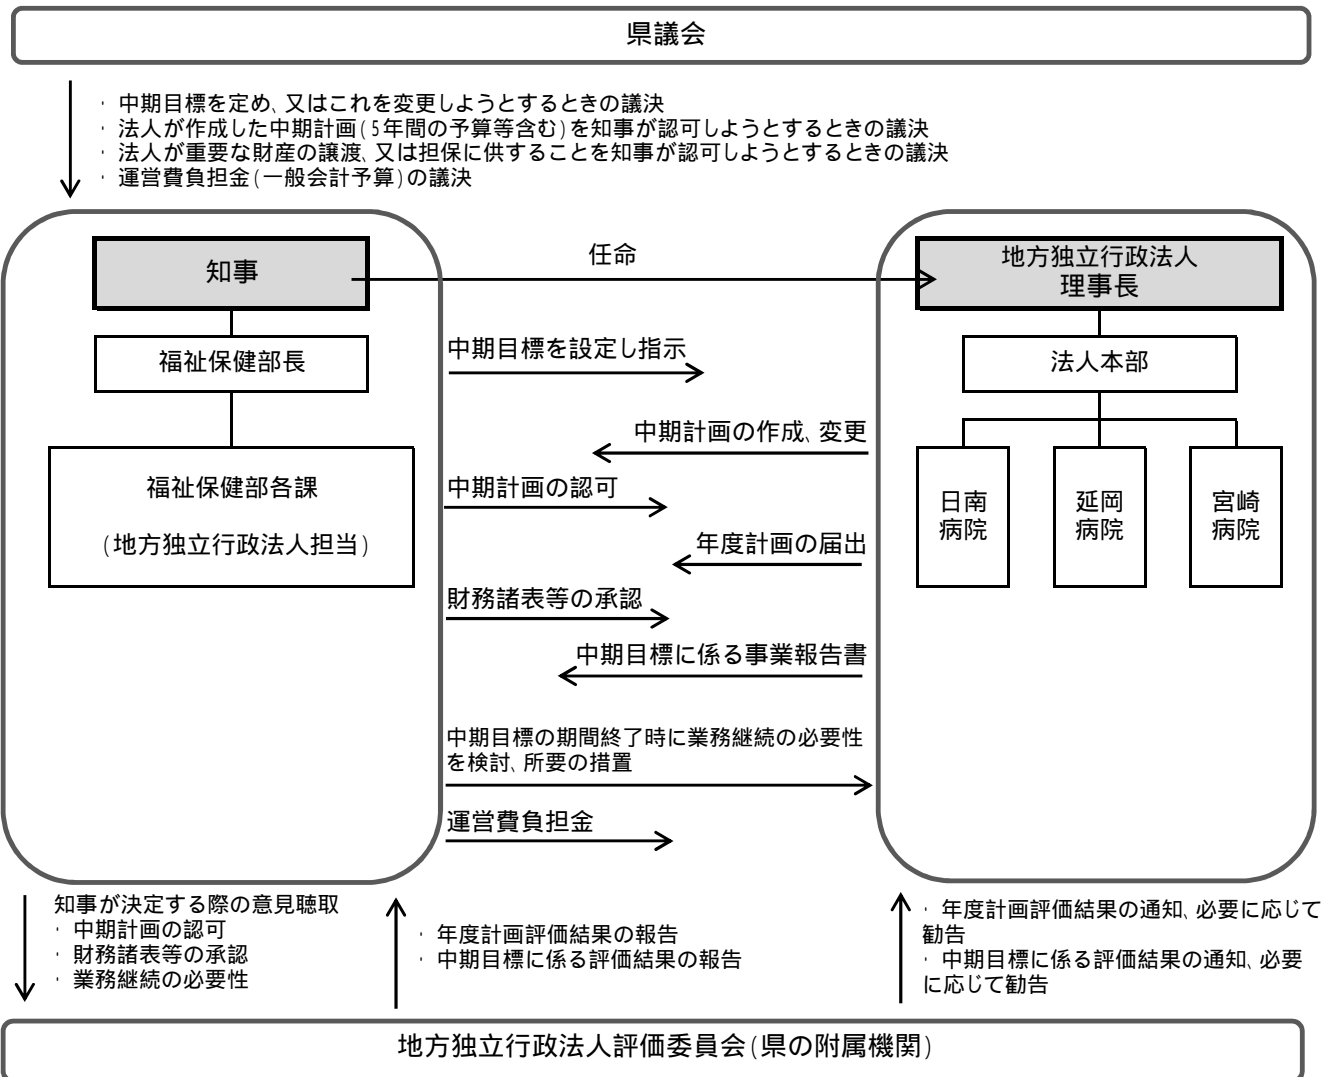 県議会
・ 中期目標を定め、又はこれを変更しようとするときの議決
・ 法人が作成した中期計画(5年間の予算等含む)を知事が認可しようとするときの議決
・ 法人が重要な財産の譲渡、又は担保に供することを知事が認可しようとするときの議決
・ 運営費負担金(一般会計予算)の議決
知事
任命
地方独立行政法人
理事長
福祉保健部長
中期目標を設定し指示
法人本部
中期計画の作成、変更
福祉保健部各課
(地方独立行政法人担当)
中期計画の認可
日南
病院
延岡
病院
宮崎
病院
年度計画の届出
財務諸表等の承認
中期目標に係る事業報告書
中期目標の期間終了時に業務継続の必要性
を検討、所要の措置
運営費負担金
知事が決定する際の意見聴取
・ 中期計画の認可
・ 財務諸表等の承認
・ 業務継続の必要性
・ 年度計画評価結果の報告
・ 中期目標に係る評価結果の報告
・ 年度計画評価結果の通知、必要に応じて
勧告
・ 中期目標に係る評価結果の通知、必要
に応じて勧告
地方独立行政法人評価委員会(県の附属機関)